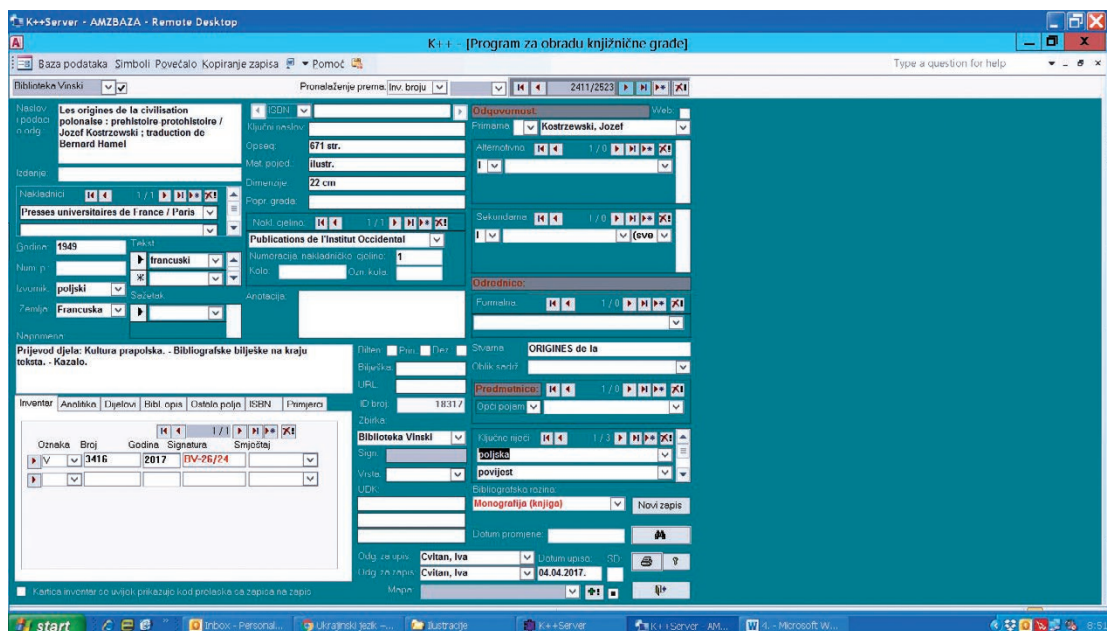 K++Server - AMZBAZA - Remote Desktop
K++ - [Program za obradu knjižnične građe]
Baza podataka Simboli Povećalo Kopiranje zapisa Pomoć
Type a question for help
Biblioteka Vinski
Pronalaženje prema: Inv. broju
2411/2523
Naslov i podaci o odg.
Les origines de la civilisation
polonaise : prehistoire protohistoire /
Jozef Kostrzewski ; traduction de
Bernard Hamel
Izdanje:
Nakladnici
1/1
Presses universitaires de France / Paris
Godina: 1949
Tekst
francuski
Num. p.:
Izvornik: poljski
Sažetak
Zemlja: Francuska
Napomena:
Prijevod djela: Kultura prapolska. - Bibliografske bilješke na kraju
teksta. - Kazalo.
ISBN
Ključni naslov:
Opseg: 671 str.
Mat. pojed. ilustr.
Dimenzije: 22 cm
Popr. građa:
Nakl. cjelina: 1/1
Publications de l'Institut Occidental
Numeracija nakladničke cjeline: 1
Kolo: Ozn. kola:
Anotacija:
Odgovornost: Web:
Primarna Kostrzewski, Jozef
Alternativna 1/0
I
Sekundarna 1/0
I (sve
Odrednice:
Formalna 1/0
Stvarna ORIGINES de la
Oblik sadrž.
Predmetnice: 1/0
Opći pojam
Ključne riječi 1/3
poljska
povijest
Bibliografska razina:
Monografija (knjiga)
Novi zapis
Datum promjene:
Bilten: Prin. Dez.
Bilješka:
URL:
ID broj: 18317
Zbirka:
Biblioteka Vinski
Sign.
Vrsta:
UDK:
Odg. za upis: Cvitan, Iva
Datum upisa: SD:
Odg. za zapis: Cvitan, Iva
04.04.2017.
Mapa:
Inventar Analitika Dijelovi Bibl. opis Ostala polja ISBN Primjerci
1/1
Oznaka Broj Godina Signatura Smještaj
V 3416 2017 BV-26/24
Kartica inventar se uvijek prikazuje kod prelaska sa zapisa na zapis
start
Inbox - Personal...
Ukrajinski jezik –...
Ilustracije
K++Server
K++Server - AM...
4. - Microsoft W...
8:51